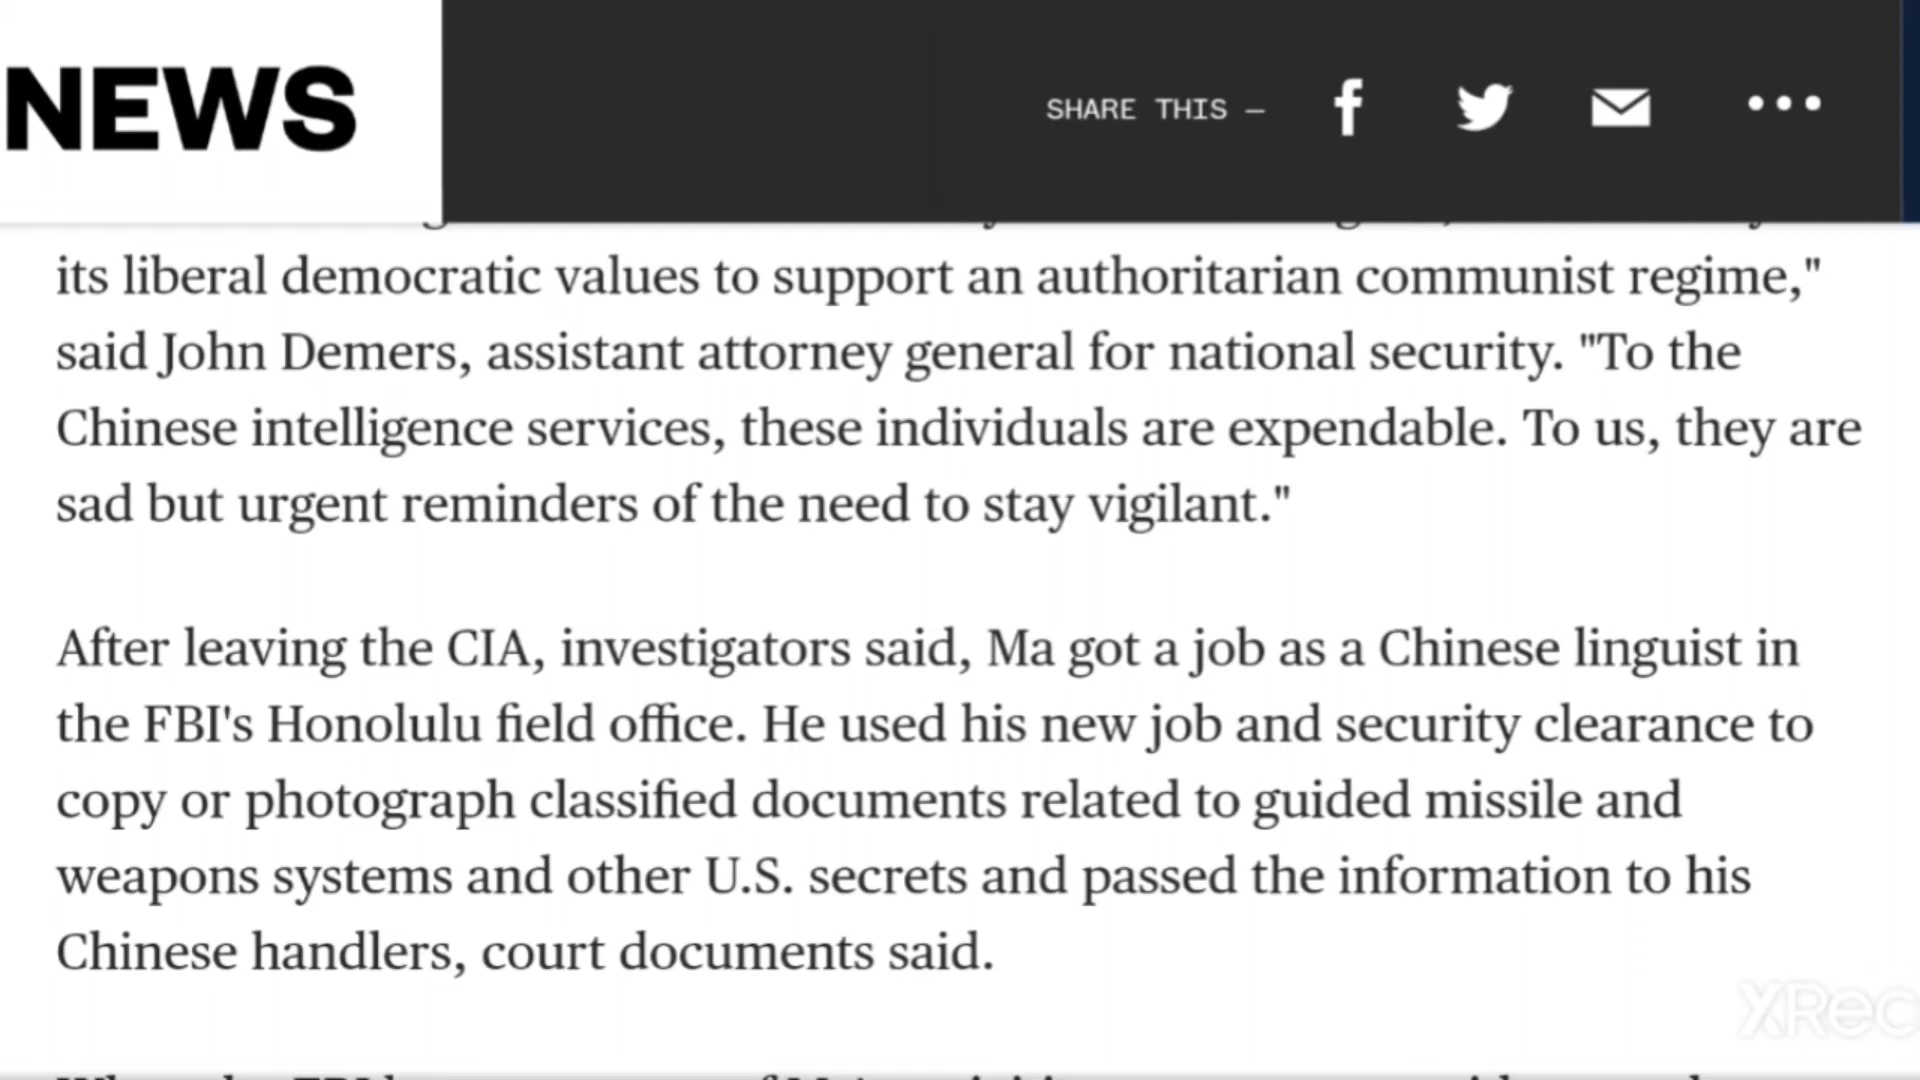 NEWS
SHARE THIS —
its liberal democratic values to support an authoritarian communist regime,"
said John Demers, assistant attorney general for national security. "To the
Chinese intelligence services, these individuals are expendable. To us, they are
sad but urgent reminders of the need to stay vigilant."
After leaving the CIA, investigators said, Ma got a job as a Chinese linguist in
the FBI's Honolulu field office. He used his new job and security clearance to
copy or photograph classified documents related to guided missile and
weapons systems and other U.S. secrets and passed the information to his
Chinese handlers, court documents said.
XRec